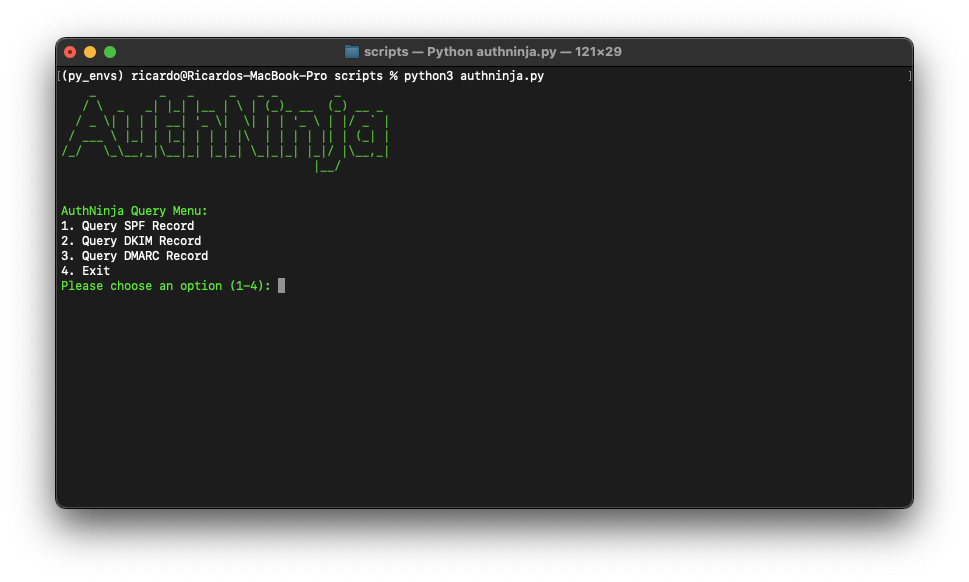 scripts — Python authninja.py — 121×29
[(py_envs) ricardo@Ricardos-MacBook-Pro scripts % python3 authninja.py ]
AuthNinja
AuthNinja Query Menu:
1. Query SPF Record
2. Query DKIM Record
3. Query DMARC Record
4. Exit
Please choose an option (1-4):